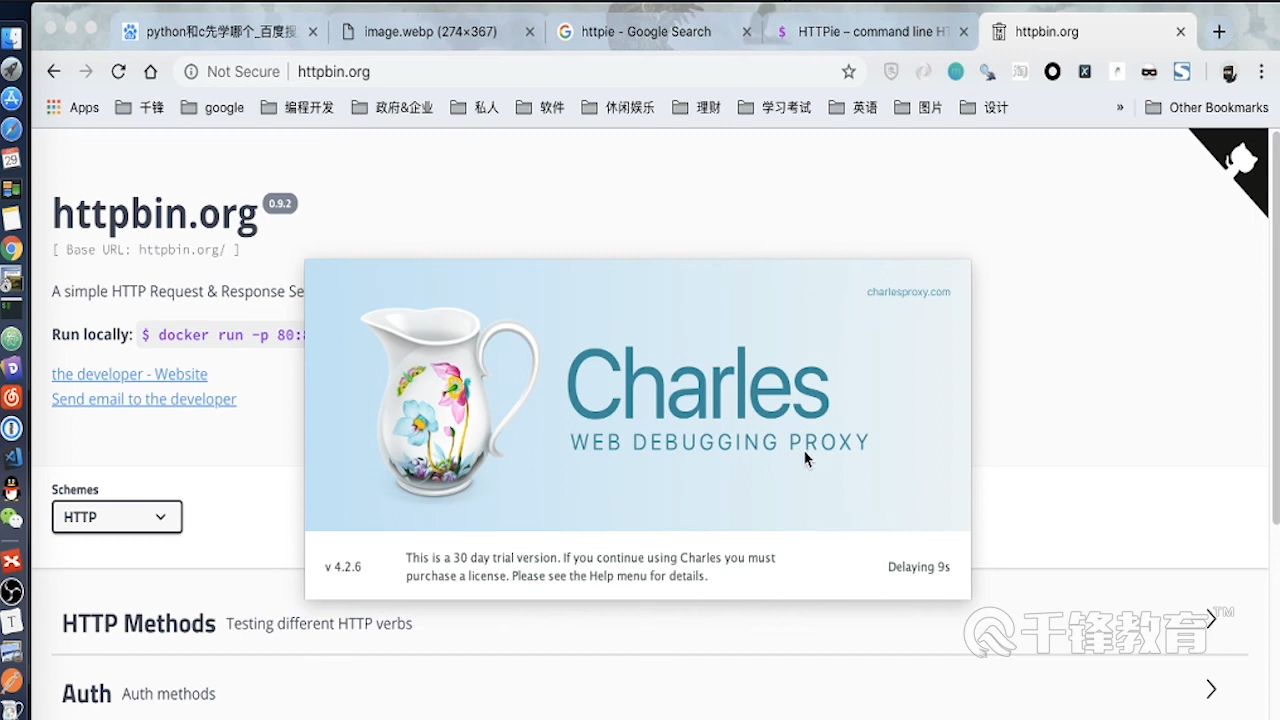 python和c先学哪个_百度搜
image.webp (274×367)
httpie - Google Search
HTTPie – command line HT
httpbin.org
Not Secure
httpbin.org
Apps
千锋
google
编程开发
政府&企业
私人
软件
休闲娱乐
理财
学习考试
英语
图片
设计
»
Other Bookmarks
httpbin.org
0.9.2
[ Base URL: httpbin.org/ ]
A simple HTTP Request & Response Se
Run locally: $ docker run -p 80:
the developer - Website
Send email to the developer
charlesproxy.com
Charles
WEB DEBUGGING PROXY
v 4.2.6
This is a 30 day trial version. If you continue using Charles you must
purchase a license. Please see the Help menu for details.
Delaying 9s
Schemes
HTTP
HTTP Methods Testing different HTTP verbs
千锋教育 TM
Auth Auth methods
29